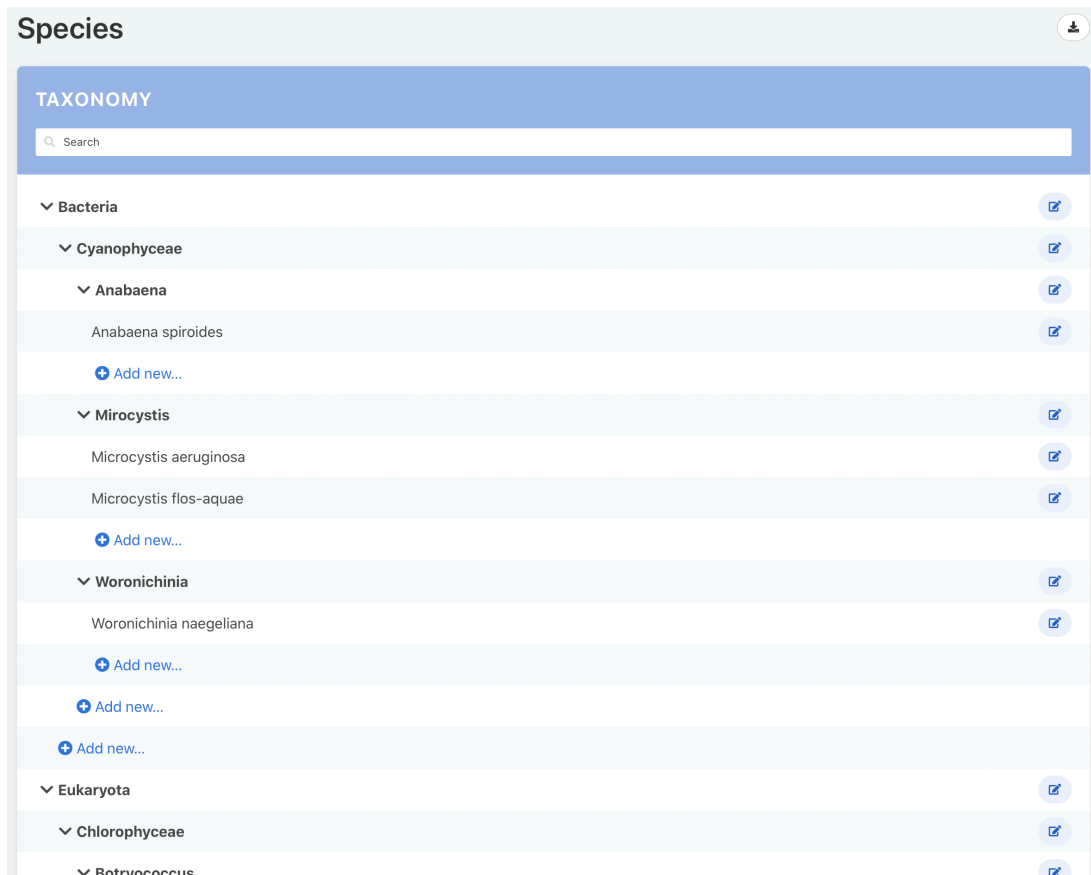 Species
TAXONOMY
Search
Bacteria
Cyanophyceae
Anabaena
Anabaena spiroides
Add new...
Mirocystis
Microcystis aeruginosa
Microcystis flos-aquae
Add new...
Woronichinia
Woronichinia naegeliana
Add new...
Add new...
Add new...
Eukaryota
Chlorophyceae
Botryococcus